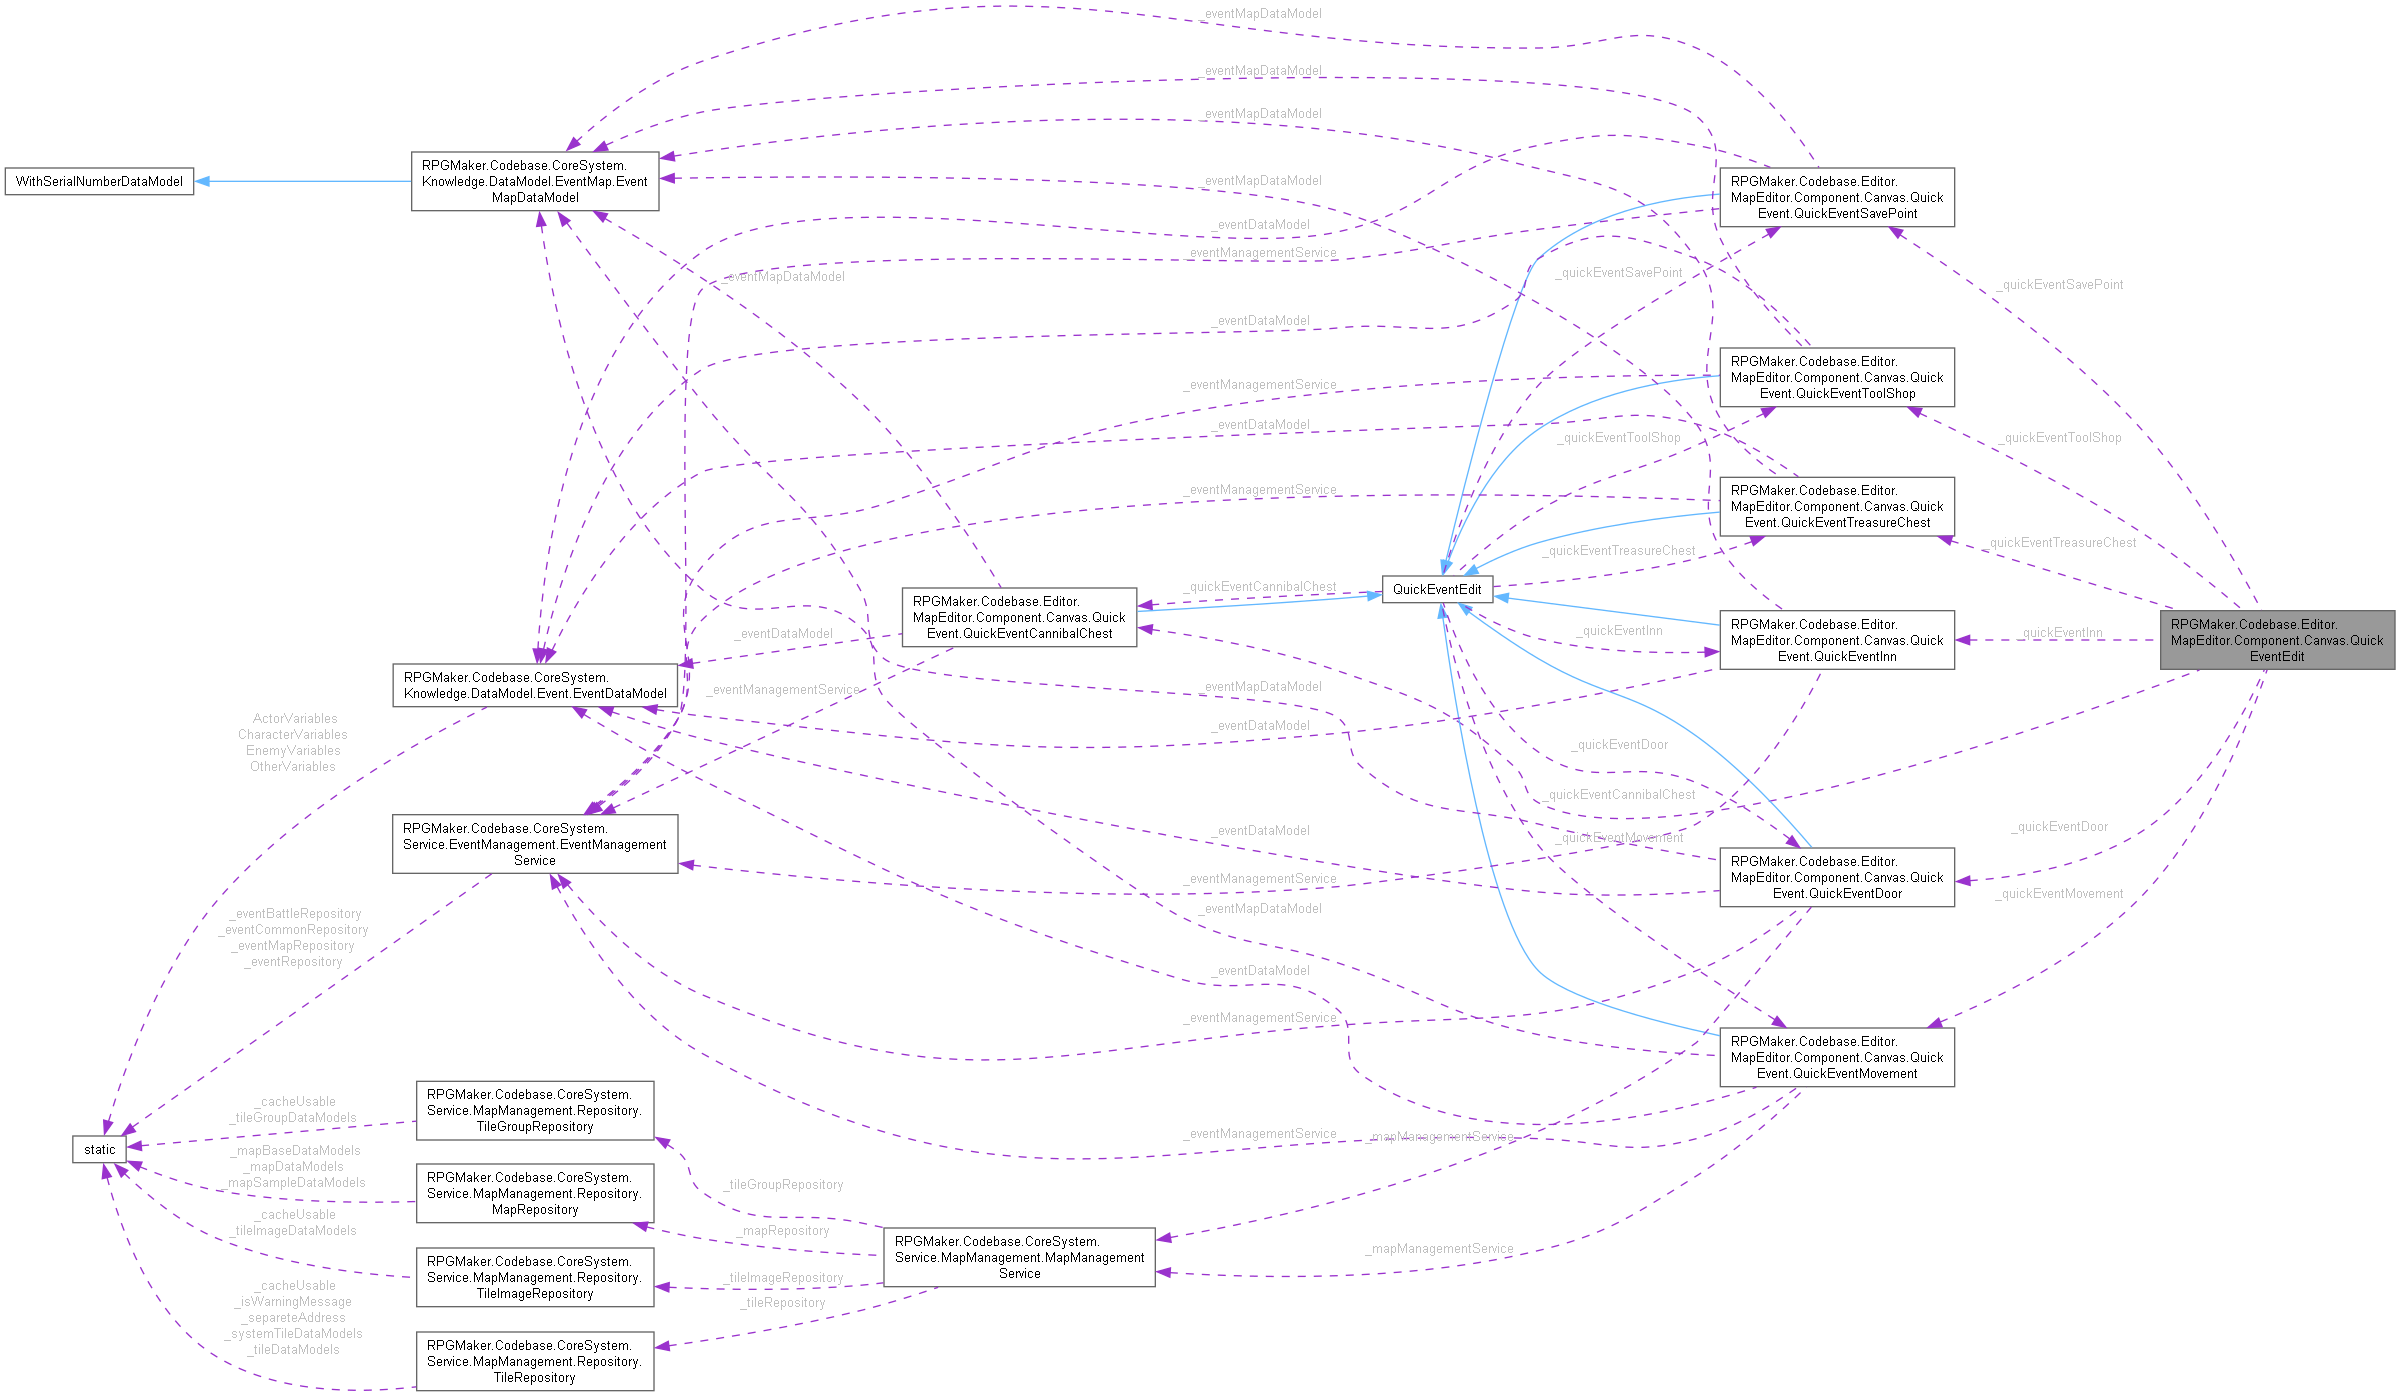 _eventMapDataModel
_eventMapDataModel
_eventMapDataModel
RPGMaker.Codebase.CoreSystem.
Knowledge.DataModel.EventMap.Event
MapDataModel
WithSerialNumberDataModel
_eventMapDataModel
RPGMaker.Codebase.Editor.
MapEditor.Component.Canvas.Quick
Event.QuickEventSavePoint
_eventDataModel
_eventManagementService
_eventMapDataModel
_quickEventSavePoint
_quickEventSavePoint
_eventDataModel
RPGMaker.Codebase.Editor.
MapEditor.Component.Canvas.Quick
Event.QuickEventToolShop
_eventManagementService
_eventDataModel
_quickEventToolShop
_quickEventToolShop
_eventManagementService
RPGMaker.Codebase.Editor.
MapEditor.Component.Canvas.Quick
Event.QuickEventTreasureChest
_quickEventTreasureChest
_quickEventTreasureChest
_quickEventCannibalChest
QuickEventEdit
RPGMaker.Codebase.Editor.
MapEditor.Component.Canvas.Quick
Event.QuickEventCannibalChest
_eventDataModel
_quickEventInn
RPGMaker.Codebase.Editor.
MapEditor.Component.Canvas.Quick
Event.QuickEventInn
_quickEventInn
RPGMaker.Codebase.Editor.
MapEditor.Component.Canvas.Quick
EventEdit
RPGMaker.Codebase.CoreSystem.
Knowledge.DataModel.Event.EventDataModel
_eventManagementService
_eventMapDataModel
_eventDataModel
_quickEventDoor
ActorVariables
CharacterVariables
EnemyVariables
OtherVariables
_quickEventCannibalChest
_eventDataModel
_quickEventMovement
_quickEventDoor
RPGMaker.Codebase.CoreSystem.
Service.EventManagement.EventManagement
Service
RPGMaker.Codebase.Editor.
MapEditor.Component.Canvas.Quick
Event.QuickEventDoor
_eventManagementService
_quickEventMovement
_eventMapDataModel
_eventBattleRepository
_eventCommonRepository
_eventMapRepository
_eventRepository
_eventDataModel
_eventManagementService
RPGMaker.Codebase.Editor.
MapEditor.Component.Canvas.Quick
Event.QuickEventMovement
_cacheUsable
_tileGroupDataModels
RPGMaker.Codebase.CoreSystem.
Service.MapManagement.Repository.
TileGroupRepository
_eventManagementService
_mapManagementService
static
_mapBaseDataModels
_mapDataModels
_mapSampleDataModels
RPGMaker.Codebase.CoreSystem.
Service.MapManagement.Repository.
MapRepository
_tileGroupRepository
_mapRepository
_cacheUsable
_tileImageDataModels
RPGMaker.Codebase.CoreSystem.
Service.MapManagement.MapManagement
Service
_mapManagementService
RPGMaker.Codebase.CoreSystem.
Service.MapManagement.Repository.
TileImageRepository
_tileImageRepository
_tileRepository
_cacheUsable
_isWarningMessage
_separeteAddress
_systemTileDataModels
_tileDataModels
RPGMaker.Codebase.CoreSystem.
Service.MapManagement.Repository.
TileRepository